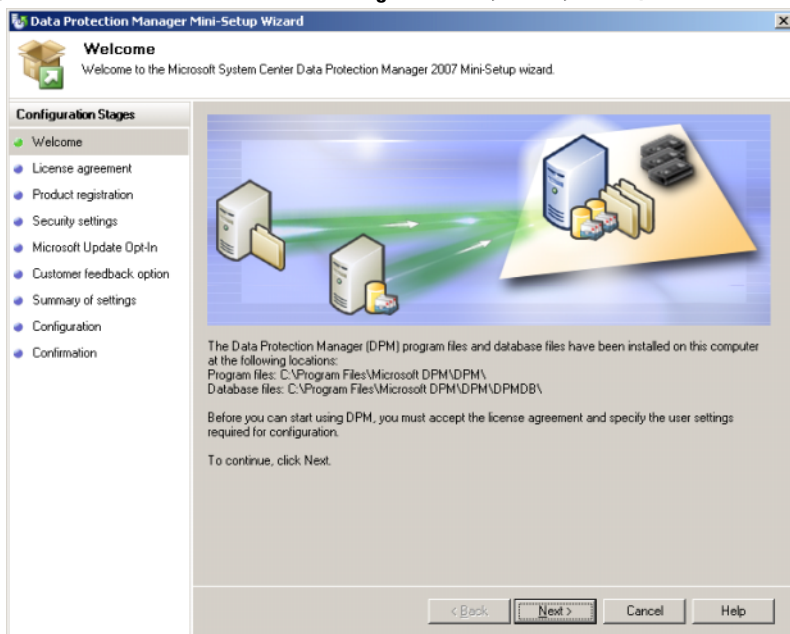 Data Protection Manager Mini-Setup Wizard
Welcome
Welcome to the Microsoft System Center Data Protection Manager 2007 Mini-Setup wizard.
Configuration Stages
Welcome
License agreement
Product registration
Security settings
Microsoft Update Opt-In
Customer feedback option
Summary of settings
Configuration
Confirmation
The Data Protection Manager (DPM) program files and database files have been installed on this computer
at the following locations:
Program files: C:\Program Files\Microsoft DPM\DPM\
Database files: C:\Program Files\Microsoft DPM\DPM\DPMDB\
Before you can start using DPM, you must accept the license agreement and specify the user settings
required for configuration.
To continue, click Next.
< Back
Next >
Cancel
Help